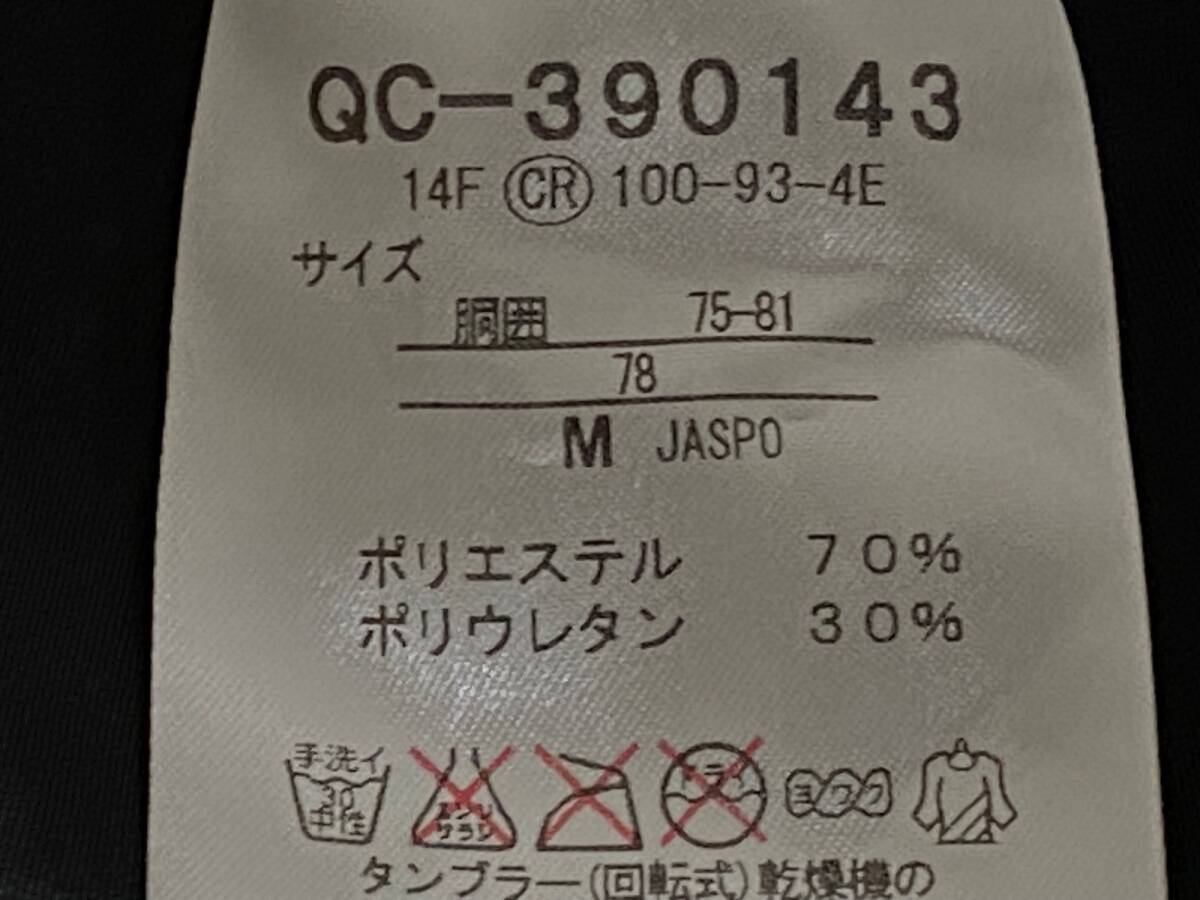 QC-390143
14F CR 100-93-4E
サイズ
胴囲 75-81
78
M JASPO
ポリエステル 70%
ポリウレタン 30%
手洗イ 30 中性 エンソサラシ ドライ ヨワク
タンブラー(回転式)乾燥機の